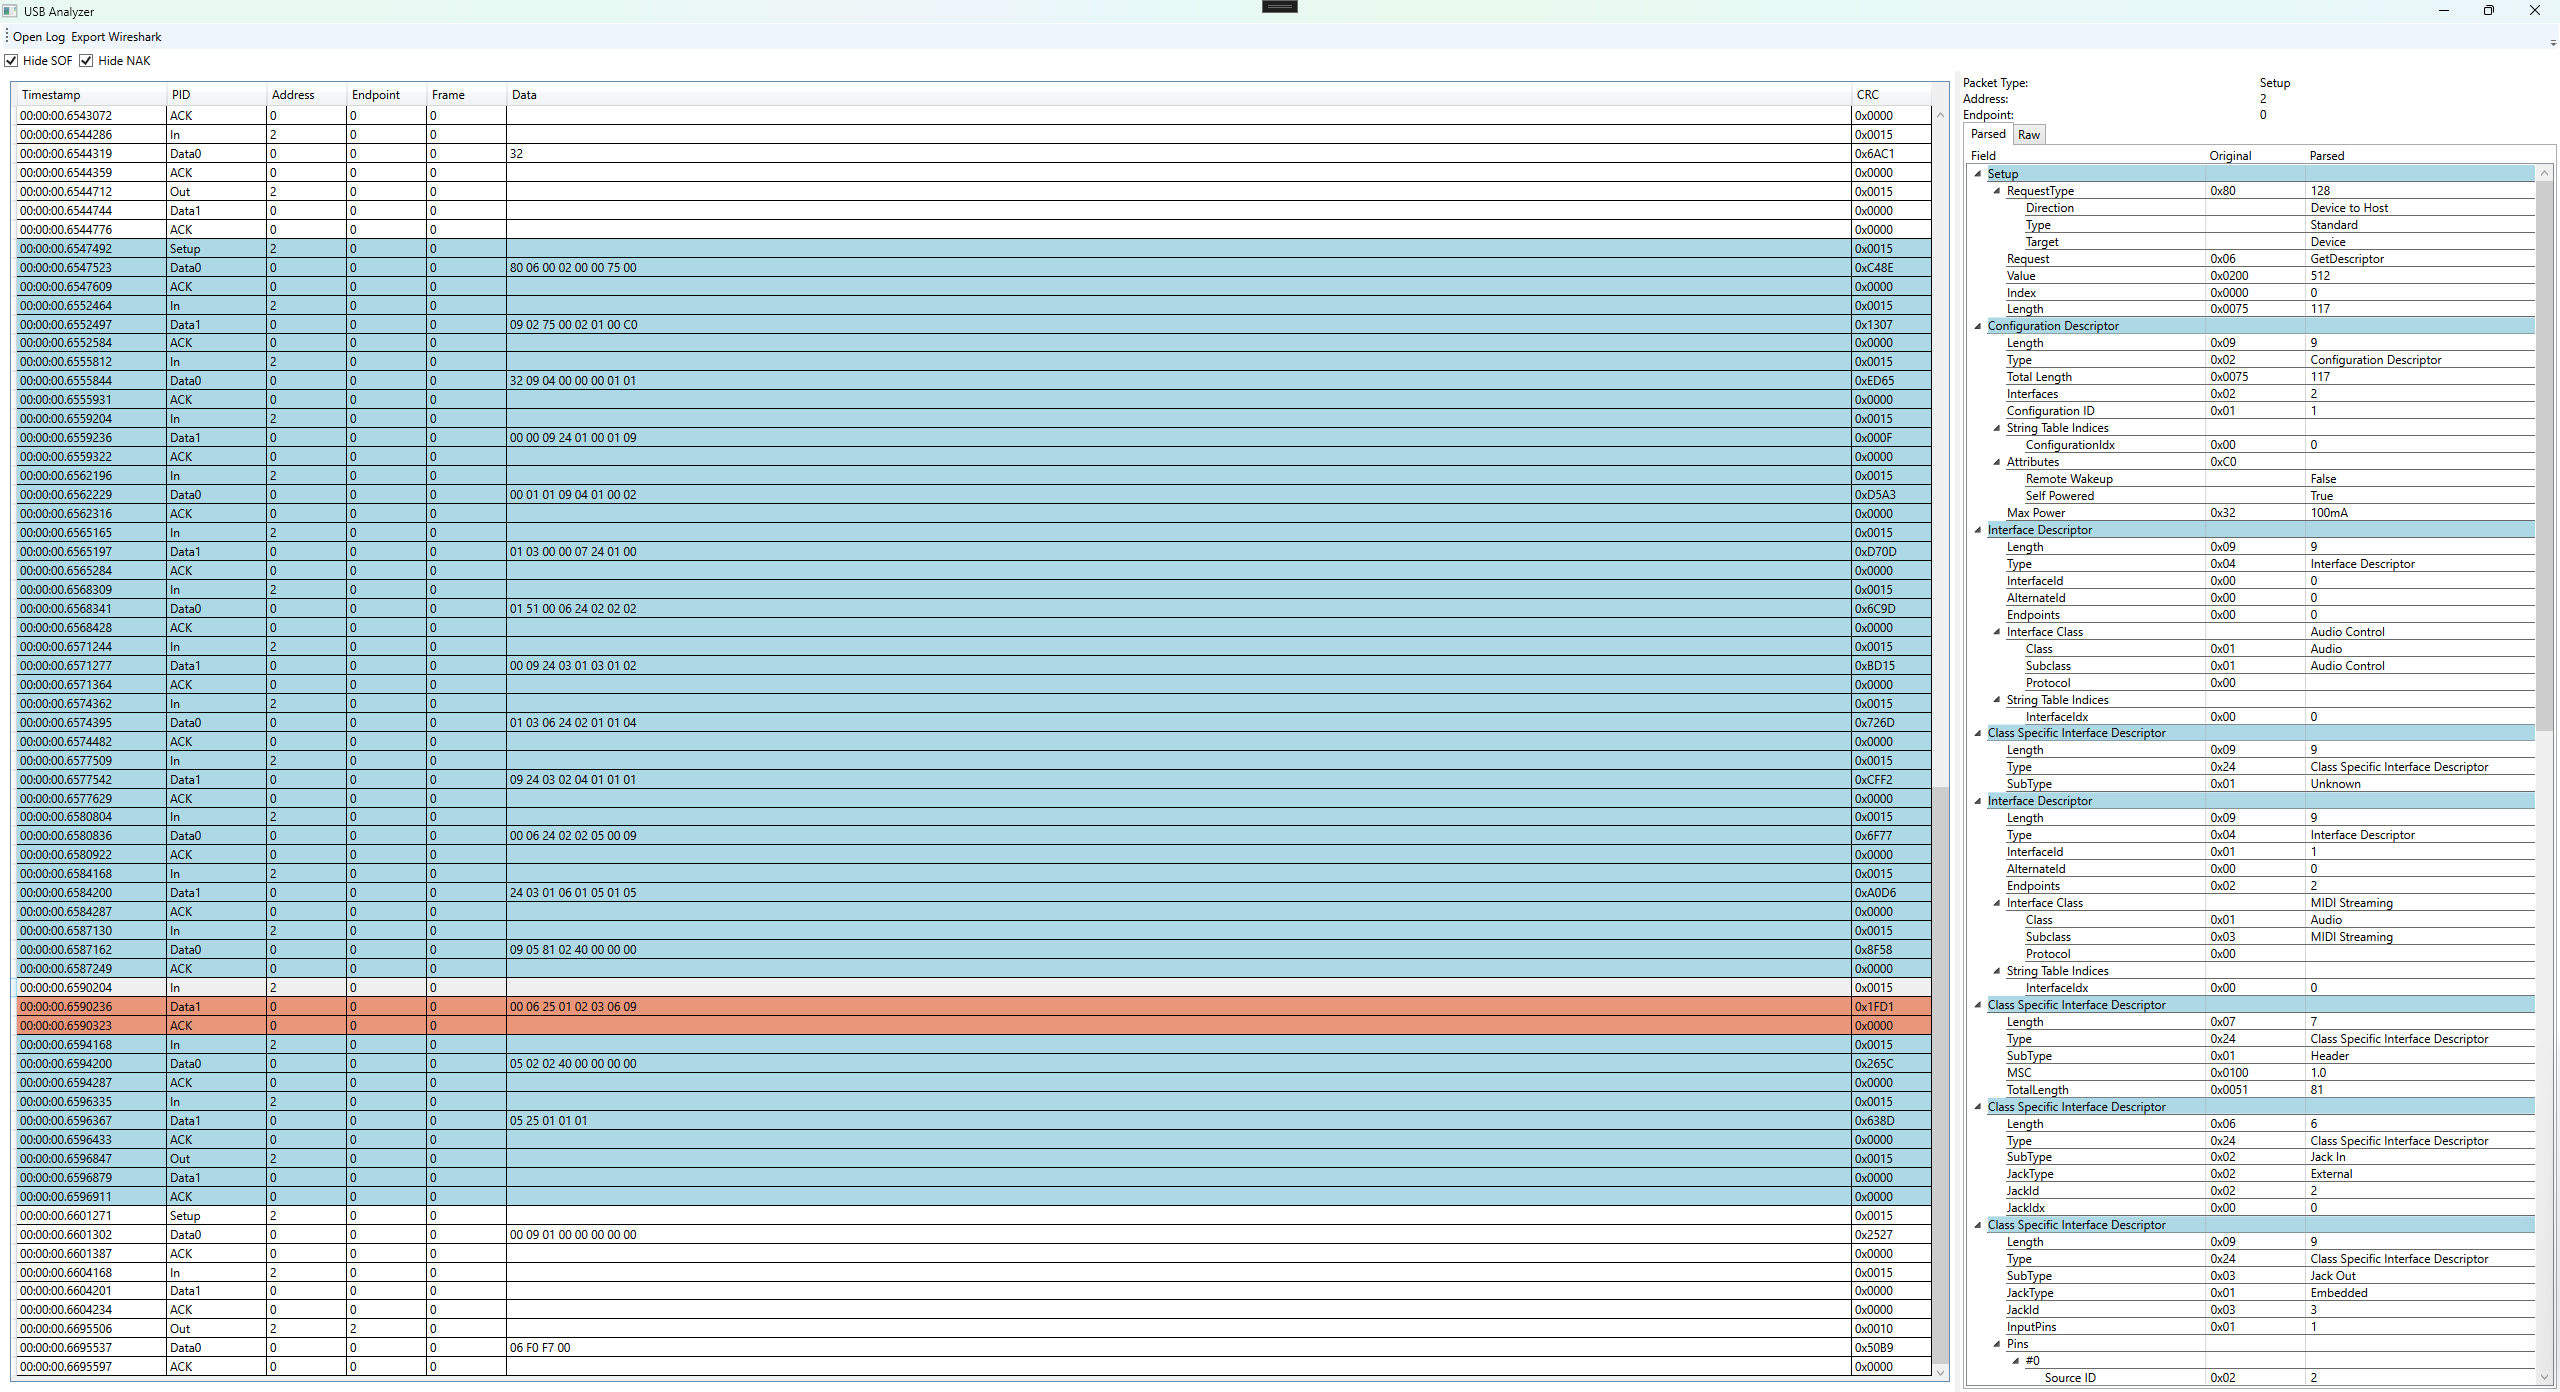 USB Analyzer
Open Log Export Wireshark
Hide SOF Hide NAK
Timestamp PID Address Endpoint Frame Data CRC
00:00:00.6543072 ACK 0 0 0 0x0000
00:00:00.6544286 In 2 0 0 0x0015
00:00:00.6544319 Data0 0 0 0 32 0x6AC1
00:00:00.6544359 ACK 0 0 0 0x0000
00:00:00.6544712 Out 2 0 0 0x0015
00:00:00.6544744 Data1 0 0 0 0x0000
00:00:00.6544776 ACK 0 0 0 0x0000
00:00:00.6547492 Setup 2 0 0 0x0015
00:00:00.6547523 Data0 0 0 0 80 06 00 02 00 00 75 00 0xC48E
00:00:00.6547609 ACK 0 0 0 0x0000
00:00:00.6552464 In 2 0 0 0x0015
00:00:00.6552497 Data1 0 0 0 09 02 75 00 02 01 00 C0 0x1307
00:00:00.6552584 ACK 0 0 0 0x0000
00:00:00.6555812 In 2 0 0 0x0015
00:00:00.6555844 Data0 0 0 0 32 09 04 00 00 00 01 01 0xED65
00:00:00.6555931 ACK 0 0 0 0x0000
00:00:00.6559204 In 2 0 0 0x0015
00:00:00.6559236 Data1 0 0 0 00 00 09 24 01 00 01 09 0x000F
00:00:00.6559322 ACK 0 0 0 0x0000
00:00:00.6562196 In 2 0 0 0x0015
00:00:00.6562229 Data0 0 0 0 00 01 01 09 04 01 00 02 0xD5A3
00:00:00.6562316 ACK 0 0 0 0x0000
00:00:00.6565165 In 2 0 0 0x0015
00:00:00.6565197 Data1 0 0 0 01 03 00 00 07 24 01 00 0xD70D
00:00:00.6565284 ACK 0 0 0 0x0000
00:00:00.6568309 In 2 0 0 0x0015
00:00:00.6568341 Data0 0 0 0 01 51 00 06 24 02 02 02 0x6C9D
00:00:00.6568428 ACK 0 0 0 0x0000
00:00:00.6571244 In 2 0 0 0x0015
00:00:00.6571277 Data1 0 0 0 00 09 24 03 01 03 01 02 0xBD15
00:00:00.6571364 ACK 0 0 0 0x0000
00:00:00.6574362 In 2 0 0 0x0015
00:00:00.6574395 Data0 0 0 0 01 03 06 24 02 01 01 04 0x726D
00:00:00.6574482 ACK 0 0 0 0x0000
00:00:00.6577509 In 2 0 0 0x0015
00:00:00.6577542 Data1 0 0 0 09 24 03 02 04 01 01 01 0xCFF2
00:00:00.6577629 ACK 0 0 0 0x0000
00:00:00.6580804 In 2 0 0 0x0015
00:00:00.6580836 Data0 0 0 0 00 06 24 02 02 05 00 09 0x6F77
00:00:00.6580922 ACK 0 0 0 0x0000
00:00:00.6584168 In 2 0 0 0x0015
00:00:00.6584200 Data1 0 0 0 24 03 01 06 01 05 01 05 0xA0D6
00:00:00.6584287 ACK 0 0 0 0x0000
00:00:00.6587130 In 2 0 0 0x0015
00:00:00.6587162 Data0 0 0 0 09 05 81 02 40 00 00 00 0x8F58
00:00:00.6587249 ACK 0 0 0 0x0000
00:00:00.6590204 In 2 0 0 0x0015
00:00:00.6590236 Data1 0 0 0 00 06 25 01 02 03 06 09 0x1FD1
00:00:00.6590323 ACK 0 0 0 0x0000
00:00:00.6594168 In 2 0 0 0x0015
00:00:00.6594200 Data0 0 0 0 05 02 02 40 00 00 00 00 0x265C
00:00:00.6594287 ACK 0 0 0 0x0000
00:00:00.6596335 In 2 0 0 0x0015
00:00:00.6596367 Data1 0 0 0 05 25 01 01 01 0x638D
00:00:00.6596433 ACK 0 0 0 0x0000
00:00:00.6596847 Out 2 0 0 0x0015
00:00:00.6596879 Data1 0 0 0 0x0000
00:00:00.6596911 ACK 0 0 0 0x0000
00:00:00.6601271 Setup 2 0 0 0x0015
00:00:00.6601302 Data0 0 0 0 00 09 01 00 00 00 00 00 0x2527
00:00:00.6601387 ACK 0 0 0 0x0000
00:00:00.6604168 In 2 0 0 0x0015
00:00:00.6604201 Data1 0 0 0 0x0000
00:00:00.6604234 ACK 0 0 0 0x0000
00:00:00.6695506 Out 2 2 0 0x0010
00:00:00.6695537 Data0 0 0 0 06 F0 F7 00 0x50B9
00:00:00.6695597 ACK 0 0 0 0x0000
Packet Type: Setup
Address: 2
Endpoint: 0
Parsed Raw
Field Original Parsed
Setup
RequestType 0x80 128
Direction Device to Host
Type Standard
Target Device
Request 0x06 GetDescriptor
Value 0x0200 512
Index 0x0000 0
Length 0x0075 117
Configuration Descriptor
Length 0x09 9
Type 0x02 Configuration Descriptor
Total Length 0x0075 117
Interfaces 0x02 2
Configuration ID 0x01 1
String Table Indices
ConfigurationIdx 0x00 0
Attributes 0xC0
Remote Wakeup False
Self Powered True
Max Power 0x32 100mA
Interface Descriptor
Length 0x09 9
Type 0x04 Interface Descriptor
InterfaceId 0x00 0
AlternateId 0x00 0
Endpoints 0x00 0
Interface Class Audio Control
Class 0x01 Audio
Subclass 0x01 Audio Control
Protocol 0x00
String Table Indices
InterfaceIdx 0x00 0
Class Specific Interface Descriptor
Length 0x09 9
Type 0x24 Class Specific Interface Descriptor
SubType 0x01 Unknown
Interface Descriptor
Length 0x09 9
Type 0x04 Interface Descriptor
InterfaceId 0x01 1
AlternateId 0x00 0
Endpoints 0x02 2
Interface Class MIDI Streaming
Class 0x01 Audio
Subclass 0x03 MIDI Streaming
Protocol 0x00
String Table Indices
InterfaceIdx 0x00 0
Class Specific Interface Descriptor
Length 0x07 7
Type 0x24 Class Specific Interface Descriptor
SubType 0x01 Header
MSC 0x0100 1.0
TotalLength 0x0051 81
Class Specific Interface Descriptor
Length 0x06 6
Type 0x24 Class Specific Interface Descriptor
SubType 0x02 Jack In
JackType 0x02 External
JackId 0x02 2
JackIdx 0x00 0
Class Specific Interface Descriptor
Length 0x09 9
Type 0x24 Class Specific Interface Descriptor
SubType 0x03 Jack Out
JackType 0x01 Embedded
JackId 0x03 3
InputPins 0x01 1
Pins
#0
Source ID 0x02 2